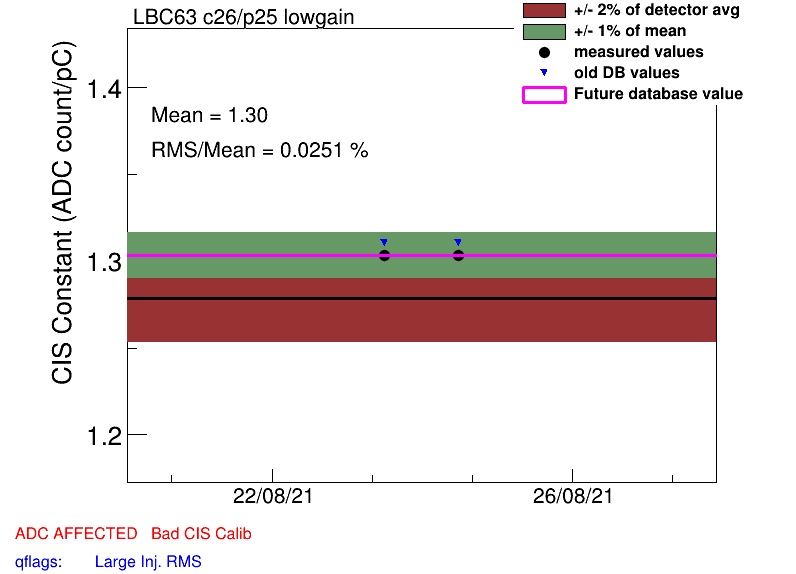 LBC63 c26/p25 lowgain
+/- 2% of detector avg
+/- 1% of mean
measured values
old DB values
Future database value
Mean = 1.30
RMS/Mean = 0.0251 %
CIS Constant (ADC count/pC)
1.4
1.3
1.2
22/08/21
26/08/21
ADC AFFECTED Bad CIS Calib
qflags: Large Inj. RMS